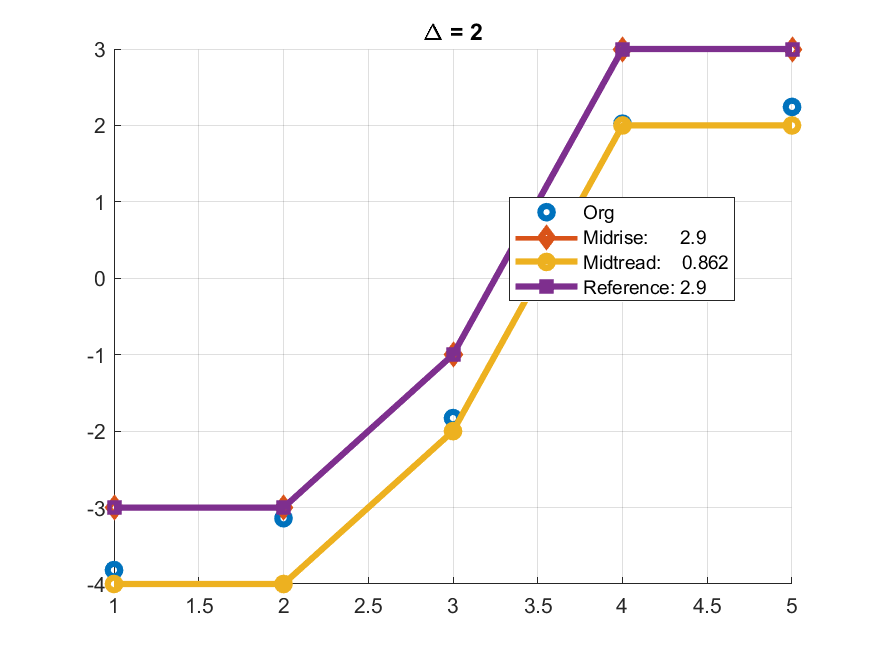 Δ = 2
3
2
1
0
-1
-2
-3
-4
Org
Midrise: 2.9
Midtread: 0.862
Reference: 2.9
1 1.5 2 2.5 3 3.5 4 4.5 5